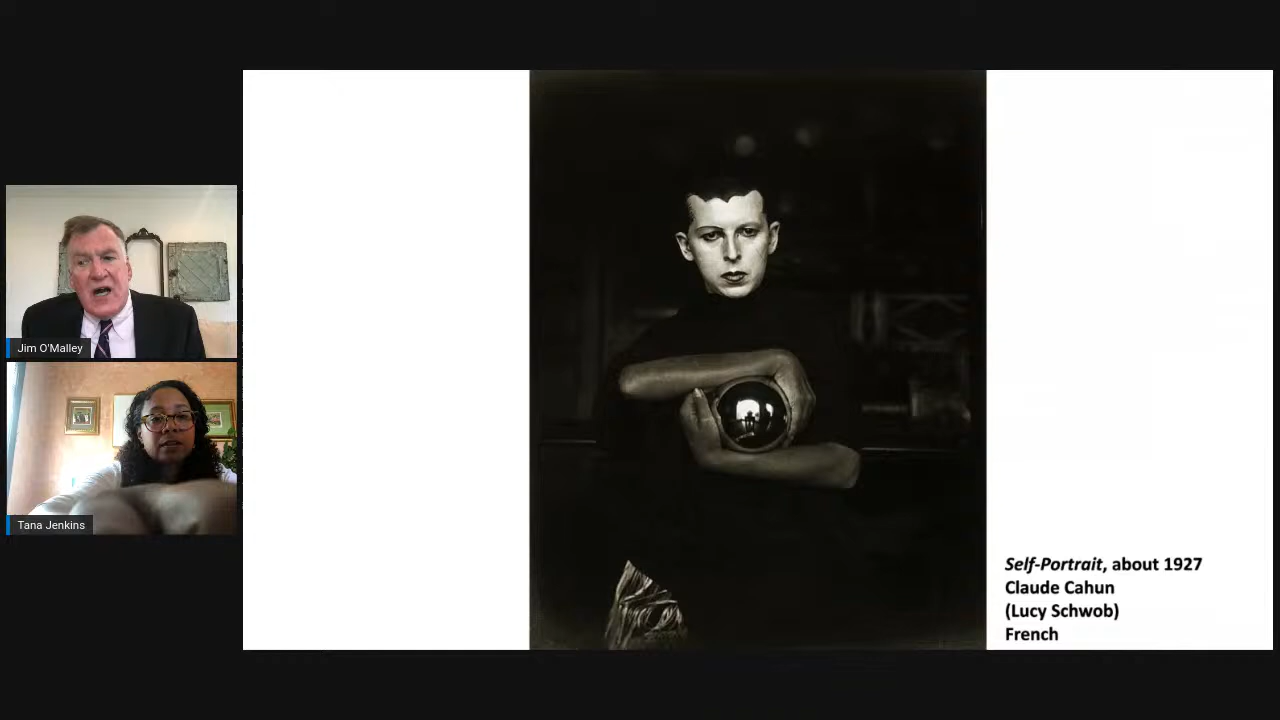 Jim O'Malley
Tana Jenkins
Self-Portrait, about 1927
Claude Cahun
(Lucy Schwob)
French